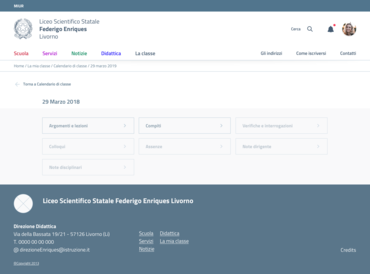 MIUR
Liceo Scientifico Statale
Federigo Enriques
Livorno
Cerca
Scuola Servizi Notizie Didattica La classe
Gli indirizzi Come iscriversi Contatti
Home / La mia classe / Calendario di classe / 29 marzo 2018
Torna a Calendario di classe
29 Marzo 2018
Argomenti e lezioni Compiti Verifiche e interrogazioni
Colloqui Assenze Note dirigente
Note disciplinari
Liceo Scientifico Statale Federigo Enriques Livorno
Direzione Didattica
Via della Bassata 19/21 - 57126 Livorno (LI)
T. 0000 00 00 000
@ direzioneEnriques@istruzione.it
Scuola Didattica
Servizi La mia classe
Notizie
Credits